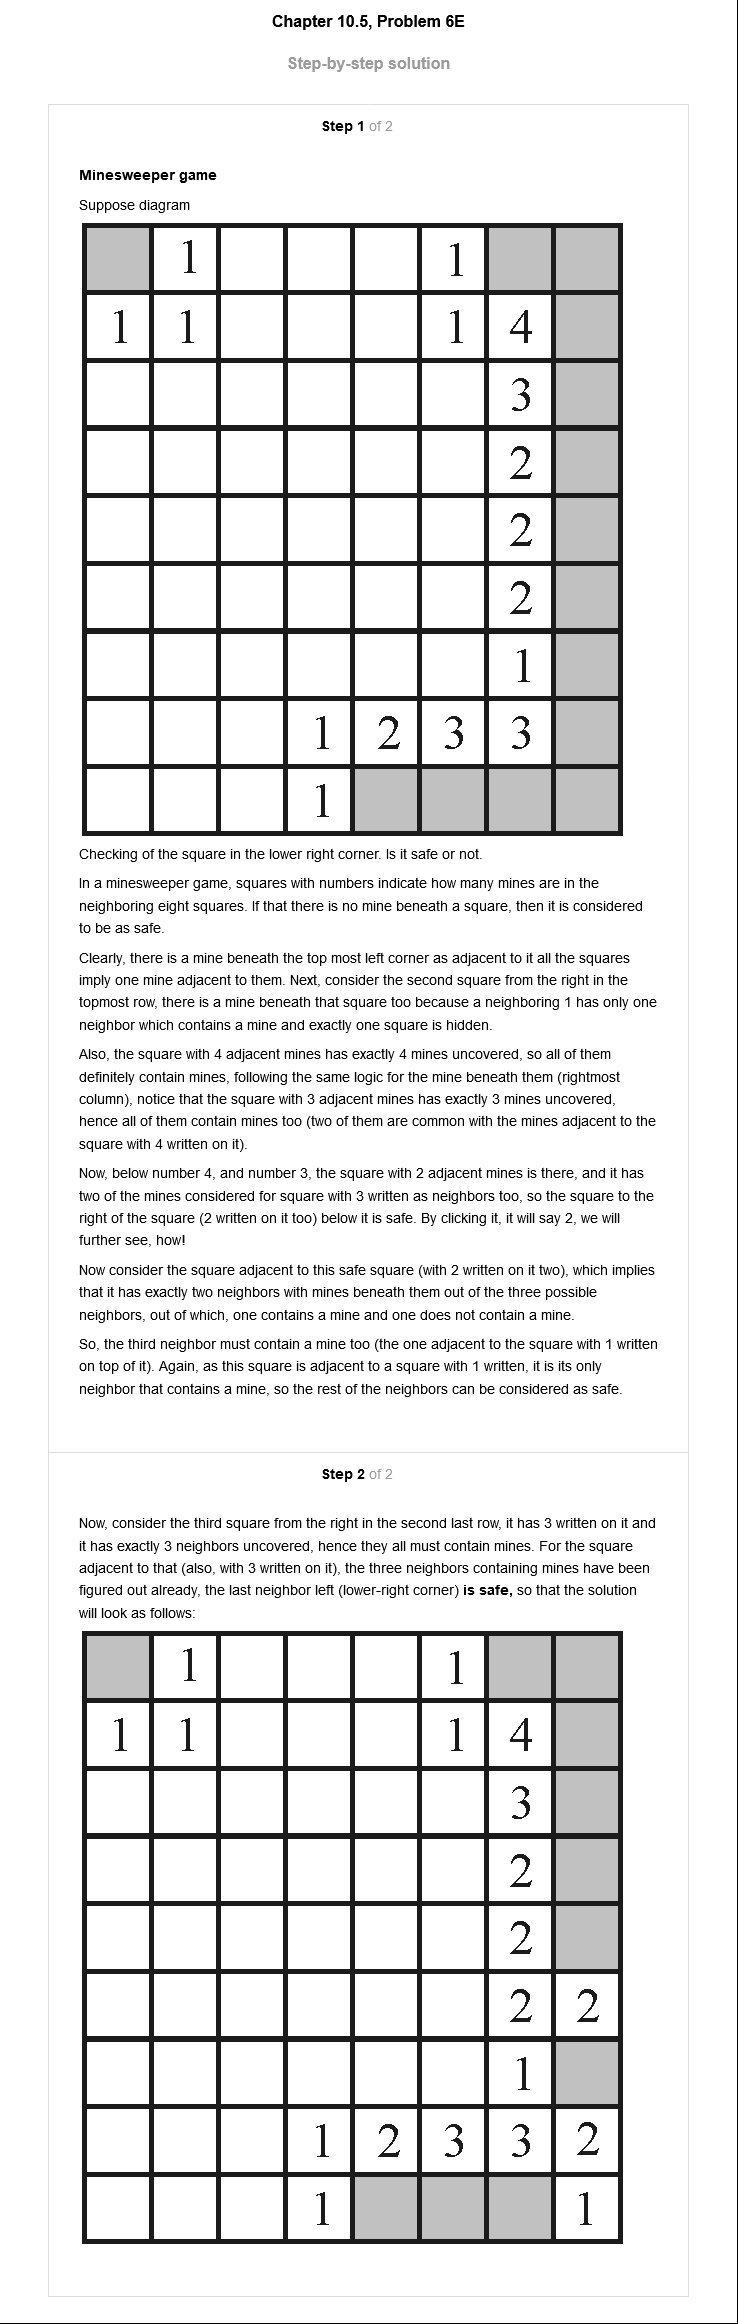 Chapter 10.5, Problem 6E
Step-by-step solution
Step 1 of 2
Minesweeper game
Suppose diagram
1 1
1 1 1 4
3
2
2
2
1
1 2 3 3
1
Checking of the square in the lower right corner. Is it safe or not.
In a minesweeper game, squares with numbers indicate how many mines are in the
neighboring eight squares. If that there is no mine beneath a square, then it is considered
to be as safe.
Clearly, there is a mine beneath the top most left corner as adjacent to it all the squares
imply one mine adjacent to them. Next, consider the second square from the right in the
topmost row, there is a mine beneath that square too because a neighboring 1 has only one
neighbor which contains a mine and exactly one square is hidden.
Also, the square with 4 adjacent mines has exactly 4 mines uncovered, so all of them
definitely contain mines, following the same logic for the mine beneath them (rightmost
column), notice that the square with 3 adjacent mines has exactly 3 mines uncovered,
hence all of them contain mines too (two of them are common with the mines adjacent to the
square with 4 written on it).
Now, below number 4, and number 3, the square with 2 adjacent mines is there, and it has
two of the mines considered for square with 3 written as neighbors too, so the square to the
right of the square (2 written on it too) below it is safe. By clicking it, it will say 2, we will
further see, how!
Now consider the square adjacent to this safe square (with 2 written on it two), which implies
that it has exactly two neighbors with mines beneath them out of the three possible
neighbors, out of which, one contains a mine and one does not contain a mine.
So, the third neighbor must contain a mine too (the one adjacent to the square with 1 written
on top of it). Again, as this square is adjacent to a square with 1 written, it is its only
neighbor that contains a mine, so the rest of the neighbors can be considered as safe.
Step 2 of 2
Now, consider the third square from the right in the second last row, it has 3 written on it and
it has exactly 3 neighbors uncovered, hence they all must contain mines. For the square
adjacent to that (also, with 3 written on it), the three neighbors containing mines have been
figured out already, the last neighbor left (lower-right corner) is safe, so that the solution
will look as follows:
1 1
1 1 1 4
3
2
2
2 2
1
1 2 3 3 2
1 1